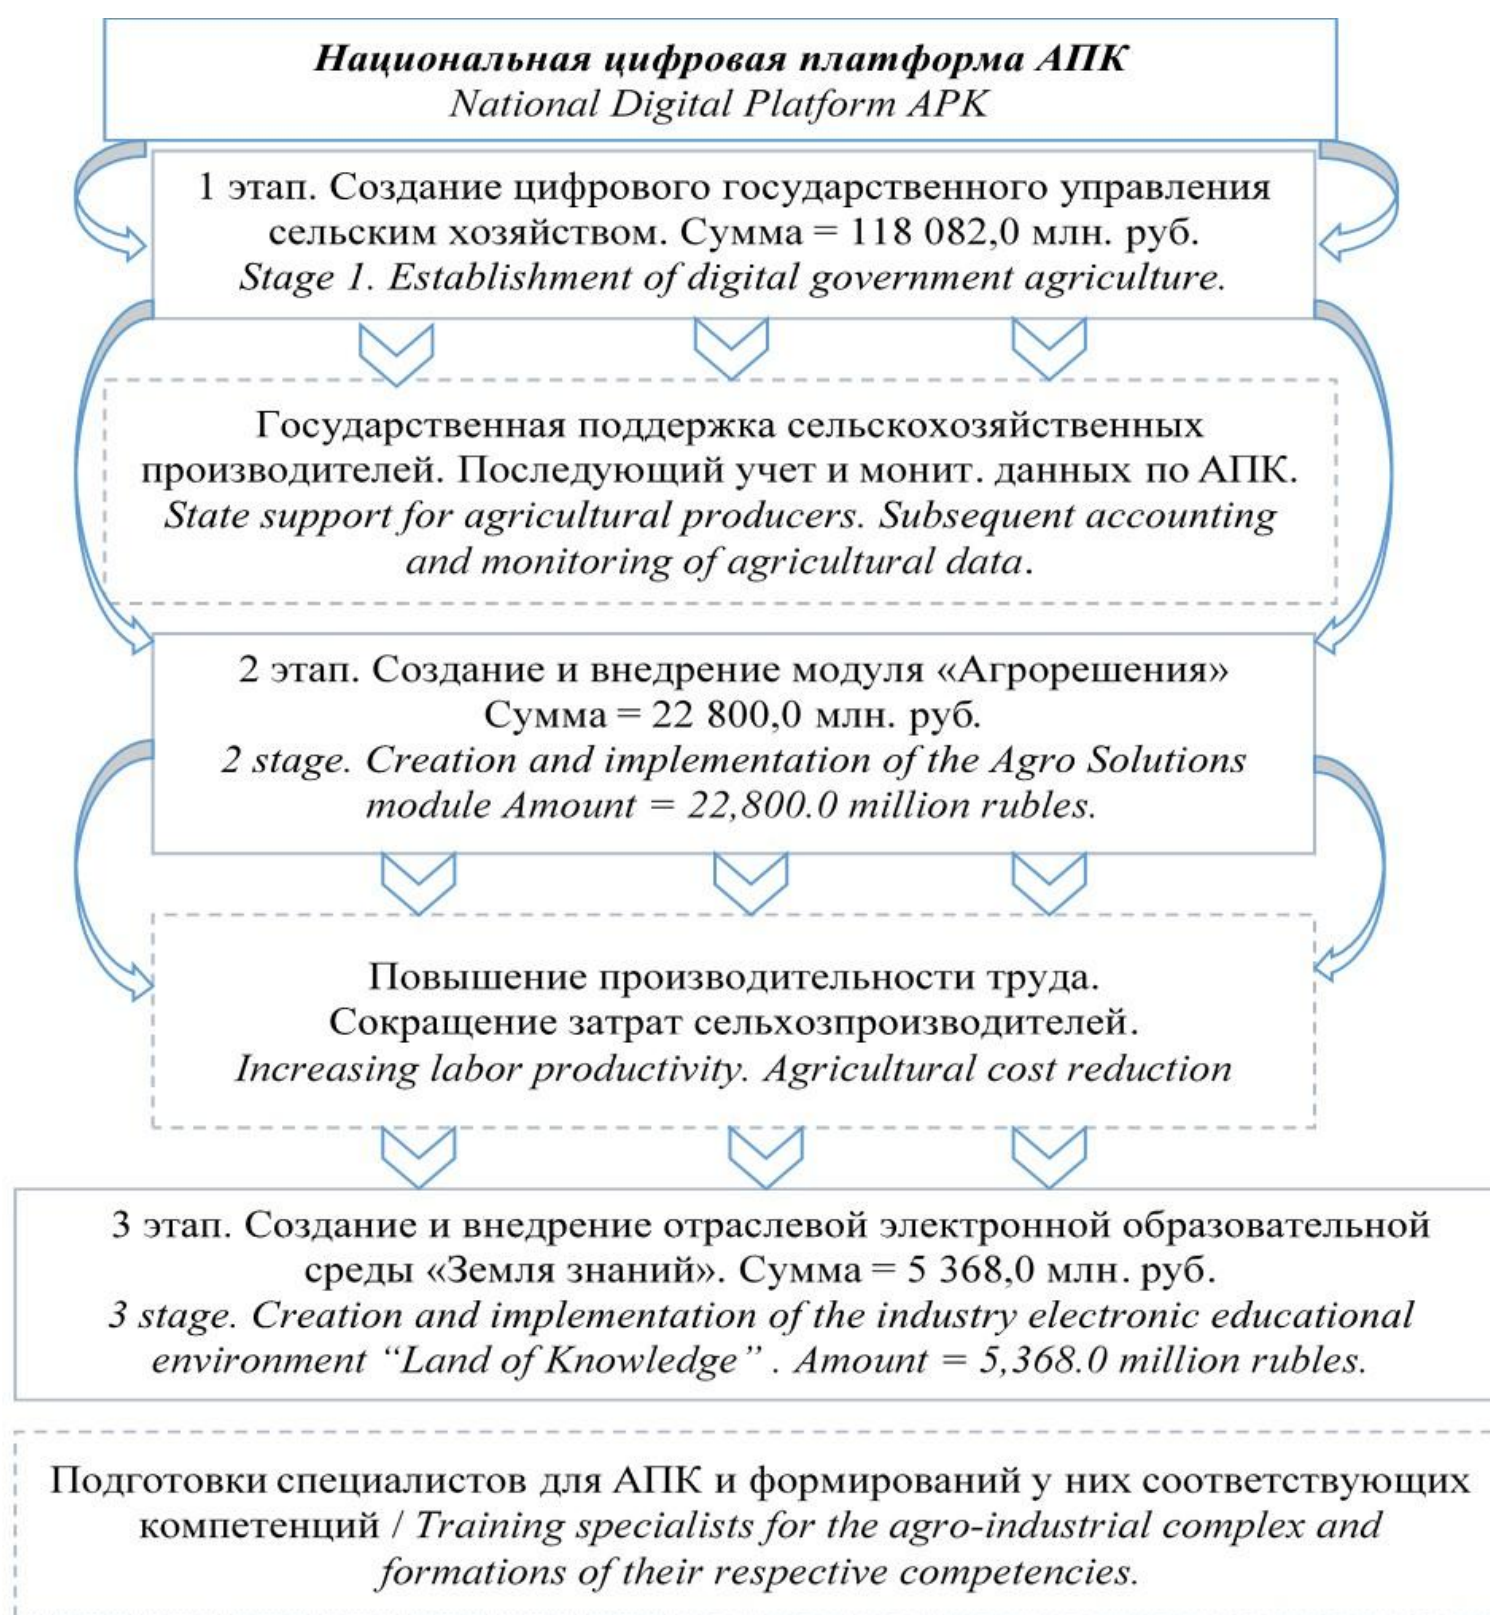 Национальная цифровая платформа АПК
National Digital Platform APK
1 этап. Создание цифрового государственного управления
сельским хозяйством. Сумма = 118 082,0 млн. руб.
Stage 1. Establishment of digital government agriculture.
Государственная поддержка сельскохозяйственных
производителей. Последующий учет и монит. данных по АПК.
State support for agricultural producers. Subsequent accounting
and monitoring of agricultural data.
2 этап. Создание и внедрение модуля «Агрорешения»
Сумма = 22 800,0 млн. руб.
2 stage. Creation and implementation of the Agro Solutions
module Amount = 22,800.0 million rubles.
Повышение производительности труда.
Сокращение затрат сельхозпроизводителей.
Increasing labor productivity. Agricultural cost reduction
3 этап. Создание и внедрение отраслевой электронной образовательной
среды «Земля знаний». Сумма = 5 368,0 млн. руб.
3 stage. Creation and implementation of the industry electronic educational
environment “Land of Knowledge” . Amount = 5,368.0 million rubles.
Подготовки специалистов для АПК и формирований у них соответствующих
компетенций / Training specialists for the agro-industrial complex and
formations of their respective competencies.